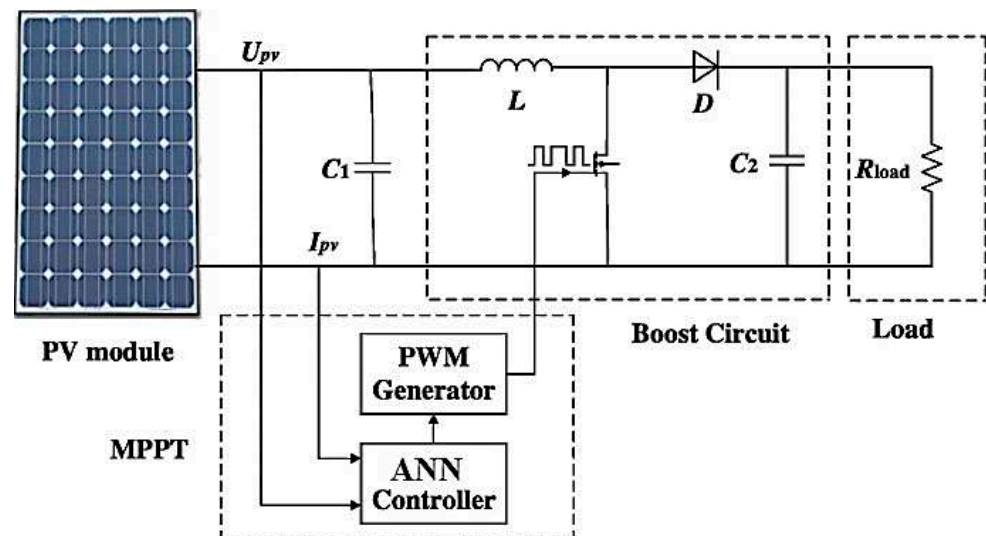 Upv
L
D
C1
C2
Rload
Ipv
PV module
Boost Circuit
Load
PWM
Generator
MPPT
ANN
Controller